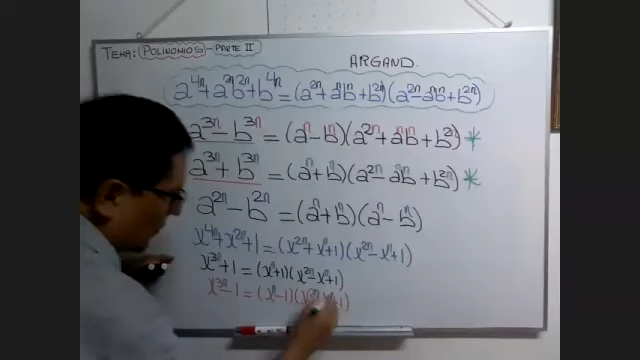 TEMA: POLINOMIOS - PARTE II
ARGAND.
a^4n + a^2n b^2n + b^4n = (a^2n + a^n b^n + b^2n)(a^2n - a^n b^n + b^2n)
a^3n - b^3n = (a^n - b^n)(a^2n + a^n b^n + b^2n) *
a^3n + b^3n = (a^n + b^n)(a^2n - a^n b^n + b^2n) *
a^2n - b^2n = (a^n + b^n)(a^n - b^n)
x^4n + x^2n + 1 = (x^2n + x^n + 1)(x^2n - x^n + 1)
x^3n + 1 = (x^n + 1)(x^2n - x^n + 1)
x^3n - 1 = (x^n - 1)(x^2n x^n + 1)